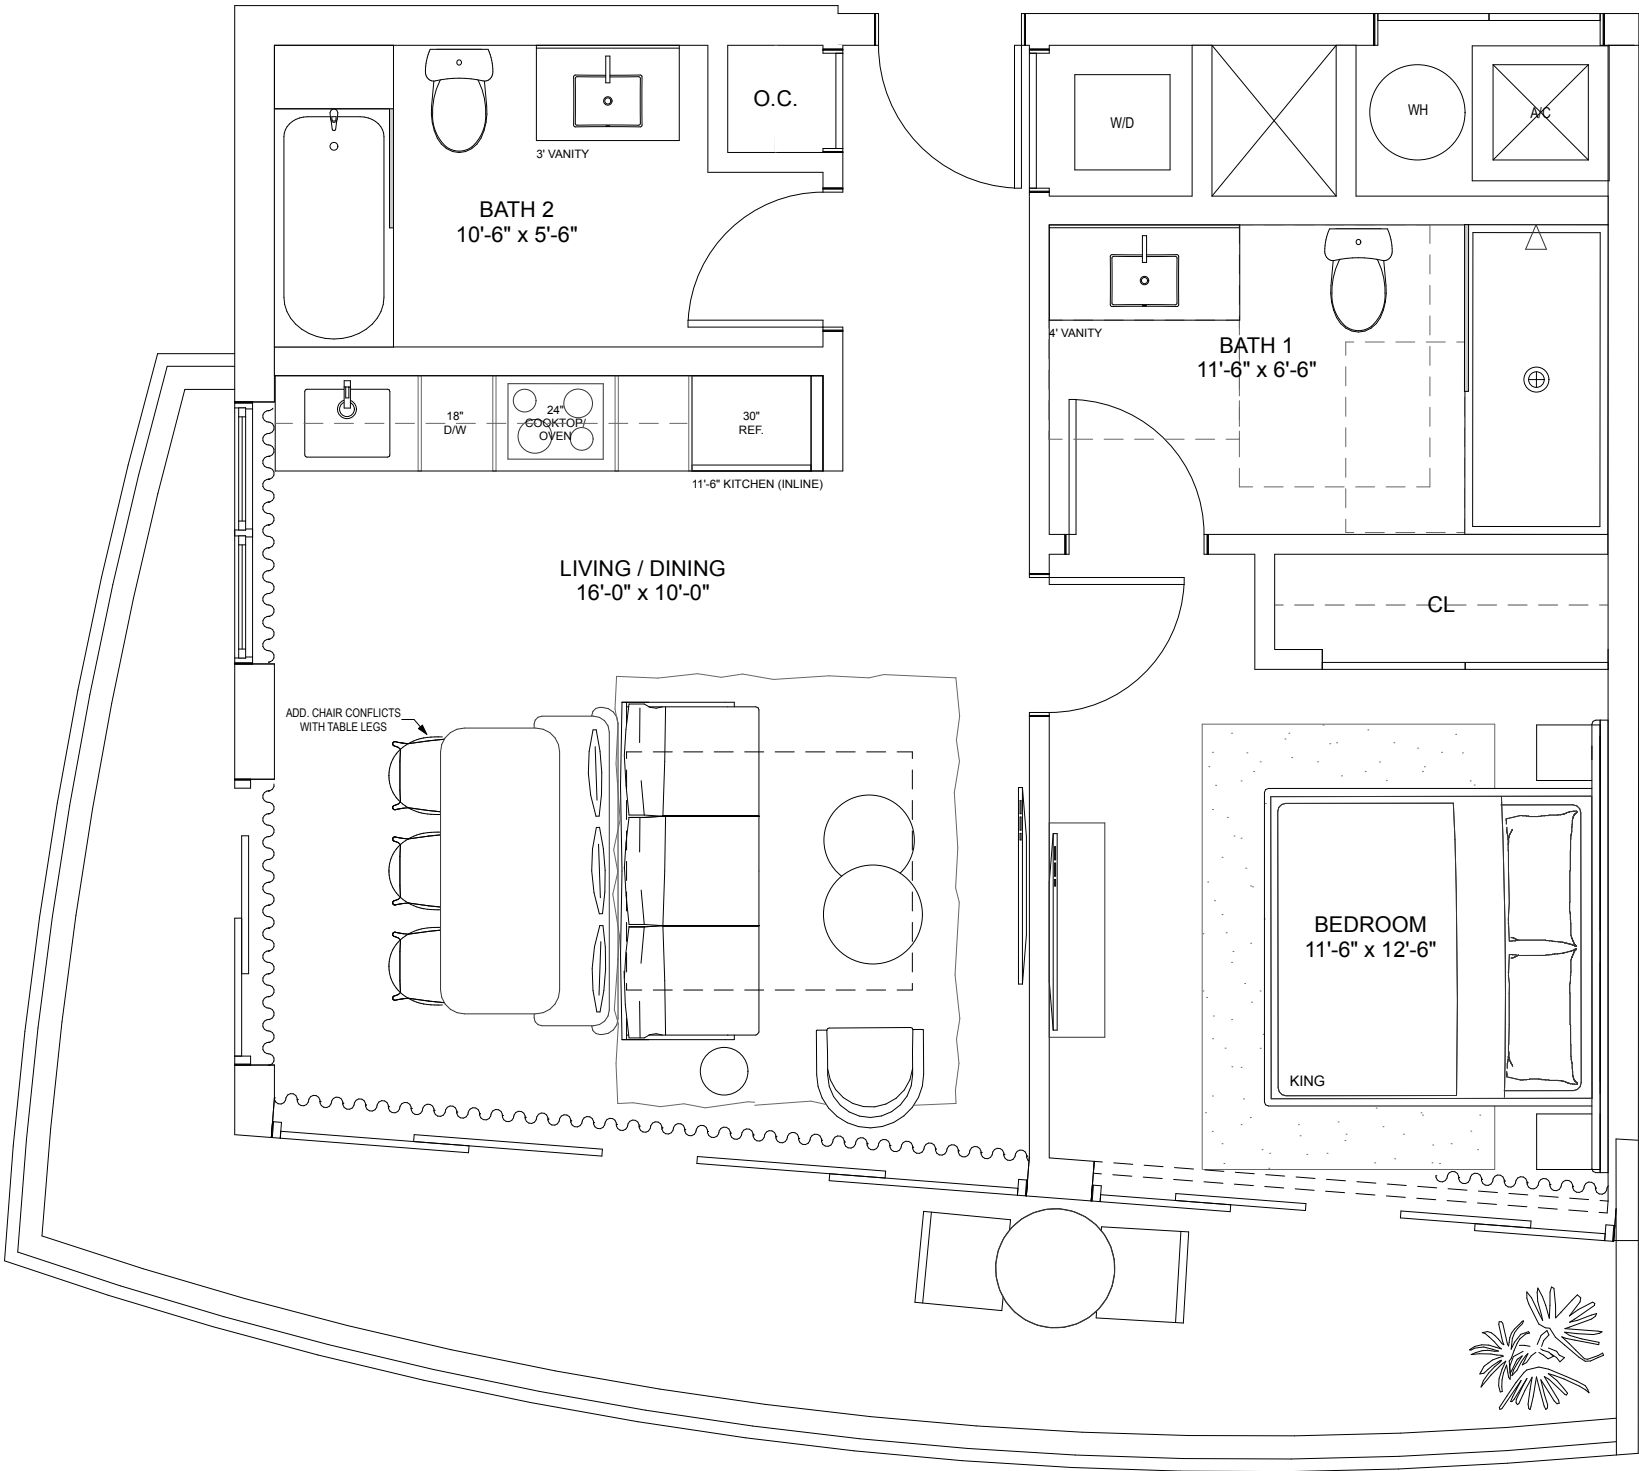 O.C.
W/D
WH
A/C
3' VANITY
BATH 2
10'-6" x 5'-6"
4' VANITY
BATH 1
11'-6" x 6'-6"
18"
D/W
24"
COOKTOP/
OVEN
30"
REF.
11'-6" KITCHEN (INLINE)
LIVING / DINING
16'-0" x 10'-0"
CL
ADD. CHAIR CONFLICTS
WITH TABLE LEGS
BEDROOM
11'-6" x 12'-6"
KING